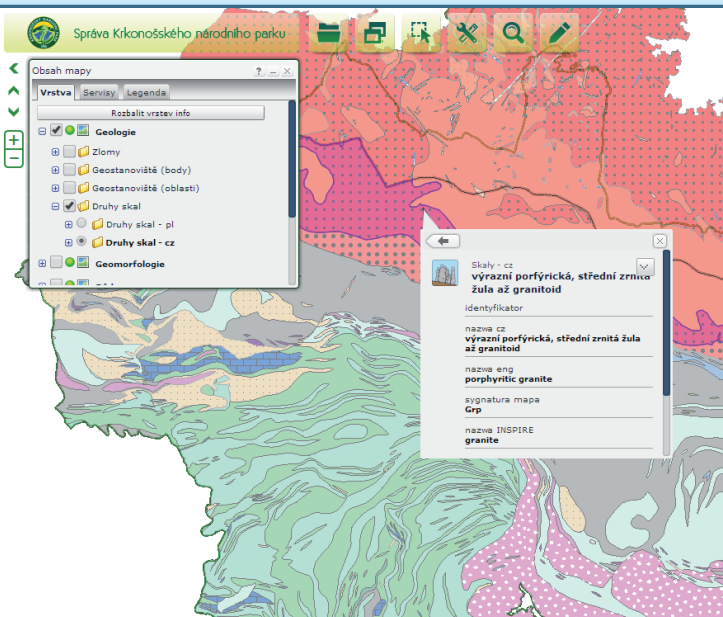 Správa Krkonošského národního parku
Obsah mapy
Vrstva Servisy Legenda
Rozbalit vrstev info
Geologie
Zlomy
Geostanoviště (body)
Geostanoviště (oblasti)
Druhy skal
Druhy skal - pl
Druhy skal - cz
Geomorfologie
Skały - cz
výrazní porfýrická, střední zrnitá
žula až granitoid
identyfikator
nazwa cz
výrazní porfýrická, střední zrnitá žula
až granitoid
nazwa eng
porphyritic granite
sygnatura mapa
Grp
nazwa INSPIRE
granite